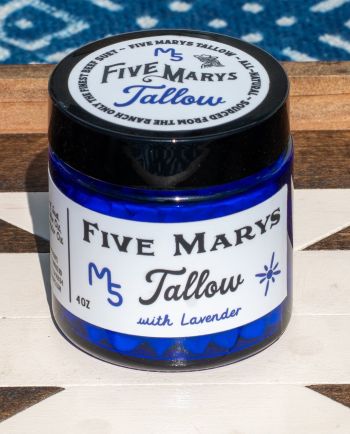 FIVE MARYS TALLOW ~ ALL-NATURAL ~ SOURCED FROM THE RANCH ONLY THE FINEST BEEF SUET ~
M5
FIVE MARYS
Tallow
FIVE MARYS
M5 Tallow
4OZ
with Lavender